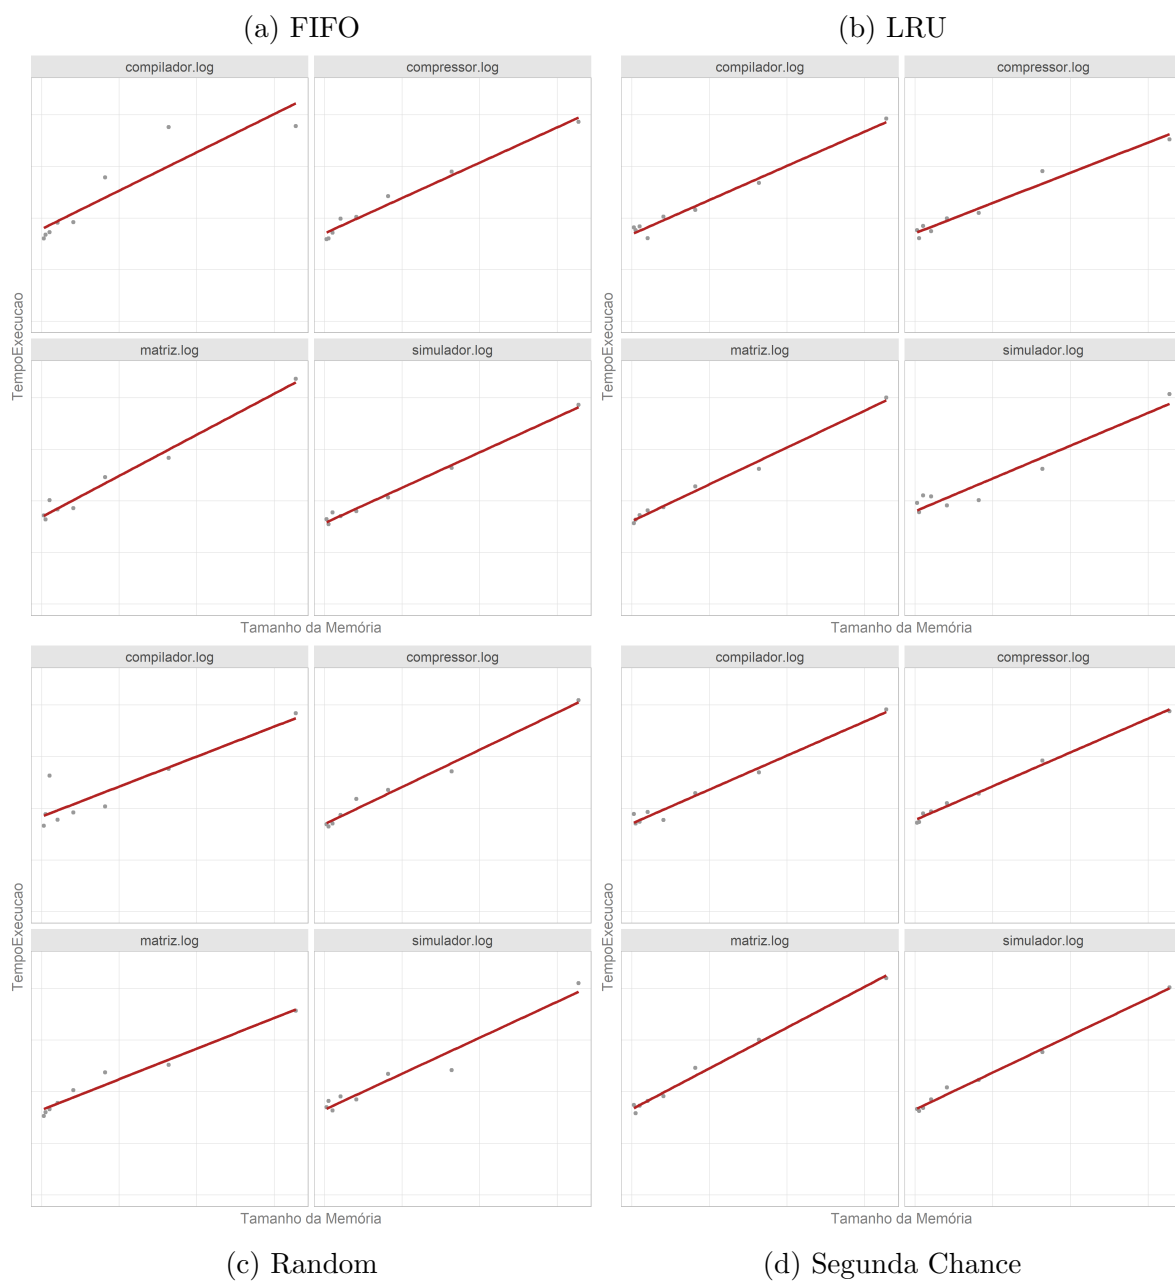 (a) FIFO
(b) LRU
compilador.log
compressor.log
matriz.log
simulador.log
TempoExecucao
Tamanho da Memória
compilador.log
compressor.log
matriz.log
simulador.log
TempoExecucao
Tamanho da Memória
compilador.log
compressor.log
matriz.log
simulador.log
TempoExecucao
Tamanho da Memória
compilador.log
compressor.log
matriz.log
simulador.log
TempoExecucao
Tamanho da Memória
(c) Random
(d) Segunda Chance